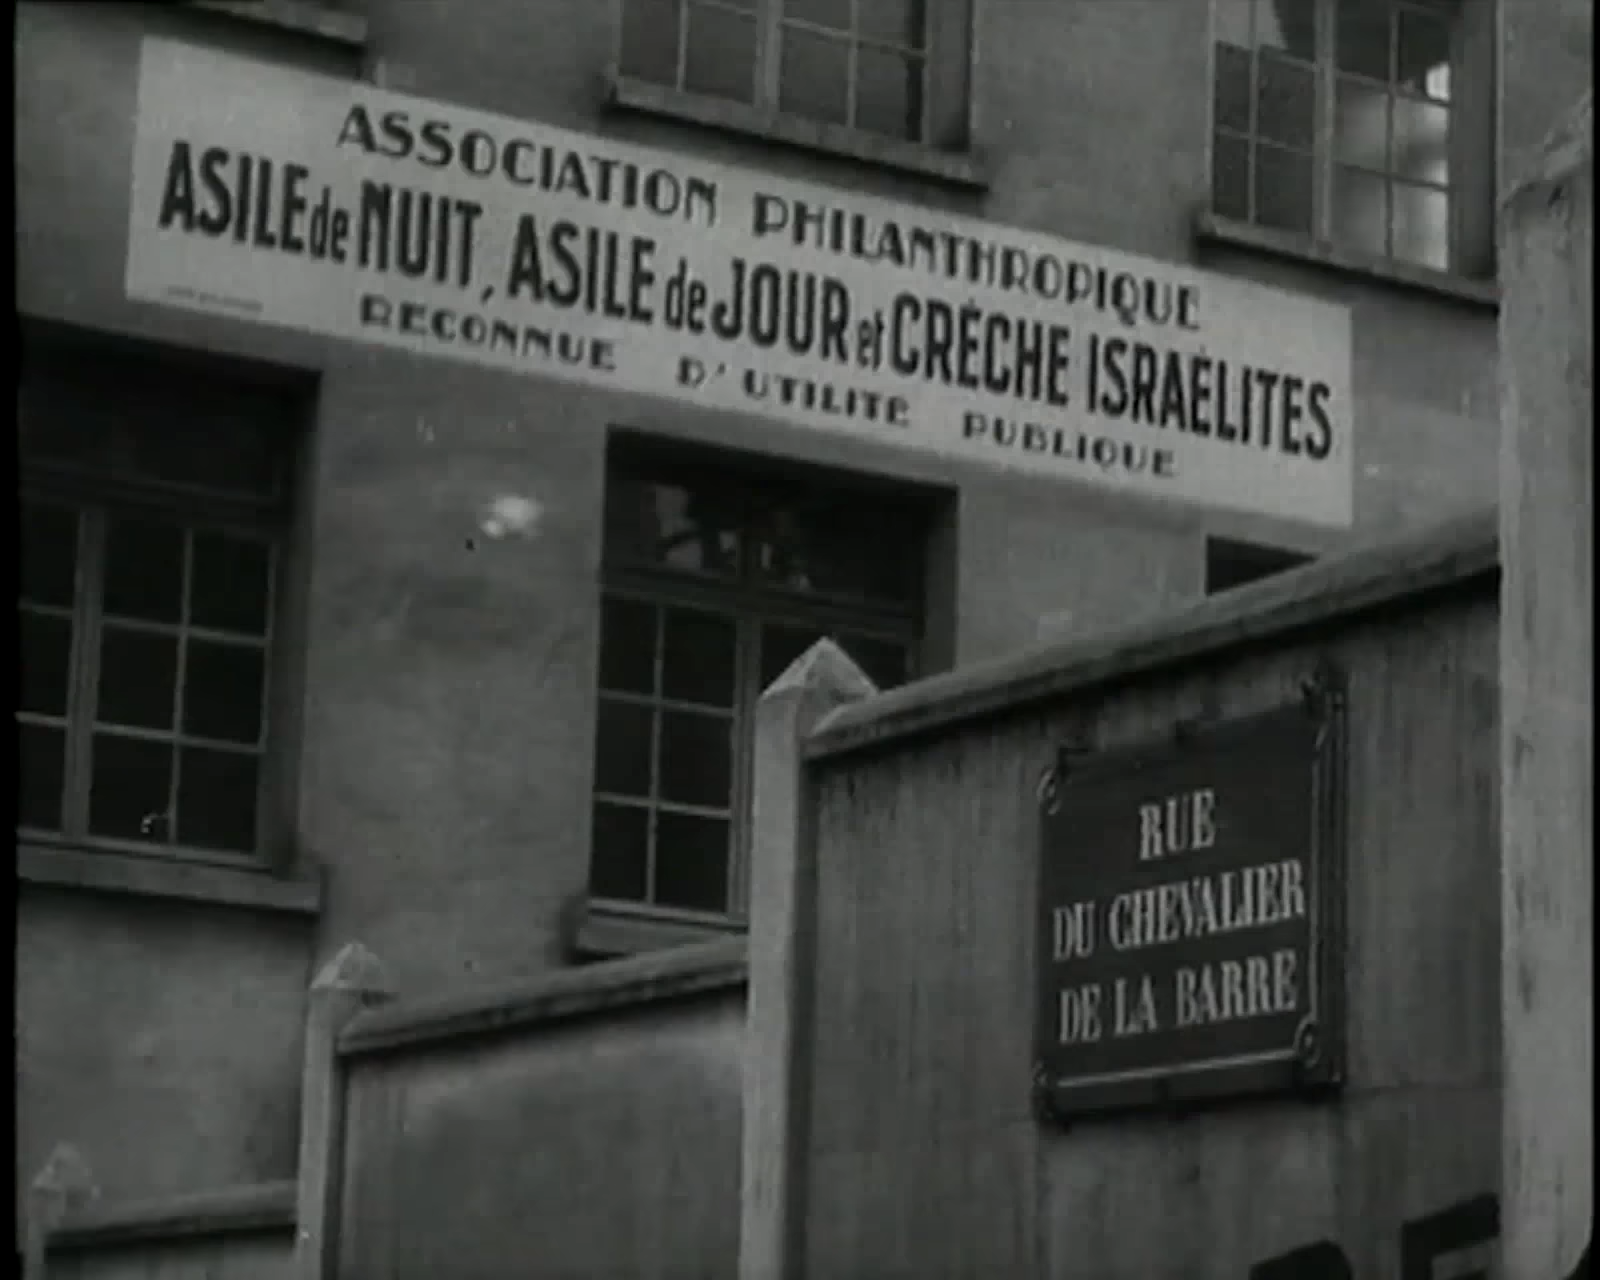 ASSOCIATION PHILANTHROPIQUE
ASILE de NUIT, ASILE de JOUR et CRÈCHE ISRAÉLITES
RECONNUE D'UTILITÉ PUBLIQUE
RUE
DU CHEVALIER
DE LA BARRE